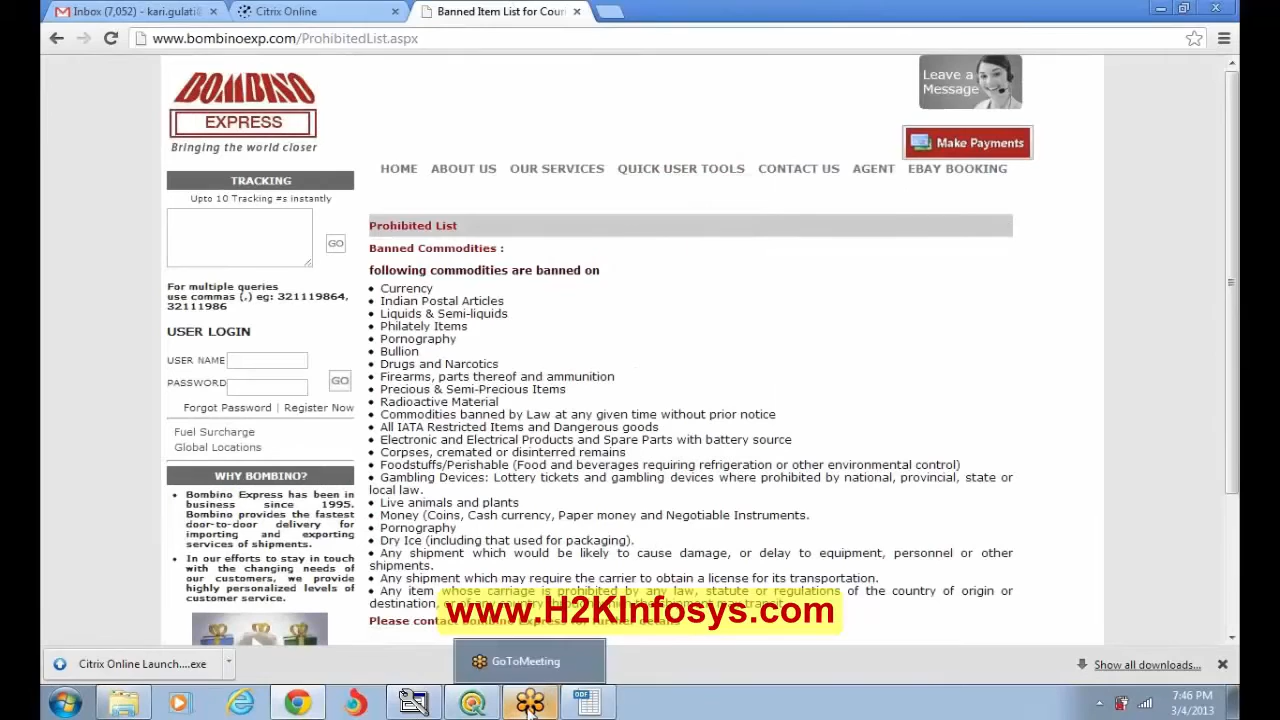 Inbox (7,052) - kari.gulati@
Citrix Online
Banned Item List for Cour
www.bombinoexp.com/ProhibitedList.aspx
BOMBINO
EXPRESS
Bringing the world closer
Leave a
Message
Make Payments
HOME ABOUT US OUR SERVICES QUICK USER TOOLS CONTACT US AGENT EBAY BOOKING
TRACKING
Upto 10 Tracking #s instantly
GO
For multiple queries
use commas (,) eg: 321119864,
32111986
USER LOGIN
USER NAME
PASSWORD
GO
Forgot Password | Register Now
Fuel Surcharge
Global Locations
WHY BOMBINO?
• Bombino Express has been in
business since 1995.
Bombino provides the fastest
door-to-door delivery for
importing and exporting
services of shipments.
• In our efforts to stay in touch
with the changing needs of
our customers, we provide
highly personalized levels of
customer service.
Prohibited List
Banned Commodities :
following commodities are banned on
• Currency
• Indian Postal Articles
• Liquids & Semi-liquids
• Philately Items
• Pornography
• Bullion
• Drugs and Narcotics
• Firearms, parts thereof and ammunition
• Precious & Semi-Precious Items
• Radioactive Material
• Commodities banned by Law at any given time without prior notice
• All IATA Restricted Items and Dangerous goods
• Electronic and Electrical Products and Spare Parts with battery source
• Corpses, cremated or disinterred remains
• Foodstuffs/Perishable (Food and beverages requiring refrigeration or other environmental control)
• Gambling Devices: Lottery tickets and gambling devices where prohibited by national, provincial, state or
local law.
• Live animals and plants
• Money (Coins, Cash currency, Paper money and Negotiable Instruments.
• Pornography
• Dry Ice (including that used for packaging).
• Any shipment which would be likely to cause damage, or delay to equipment, personnel or other
shipments.
• Any shipment which may require the carrier to obtain a license for its transportation.
• Any item whose carriage is prohibited by any law, statute or regulations of the country of origin or
destination,
Please contact Bombino Express for further details
www.H2KInfosys.com
GoToMeeting
Citrix Online Launch....exe
Show all downloads...
7:46 PM
3/4/2013